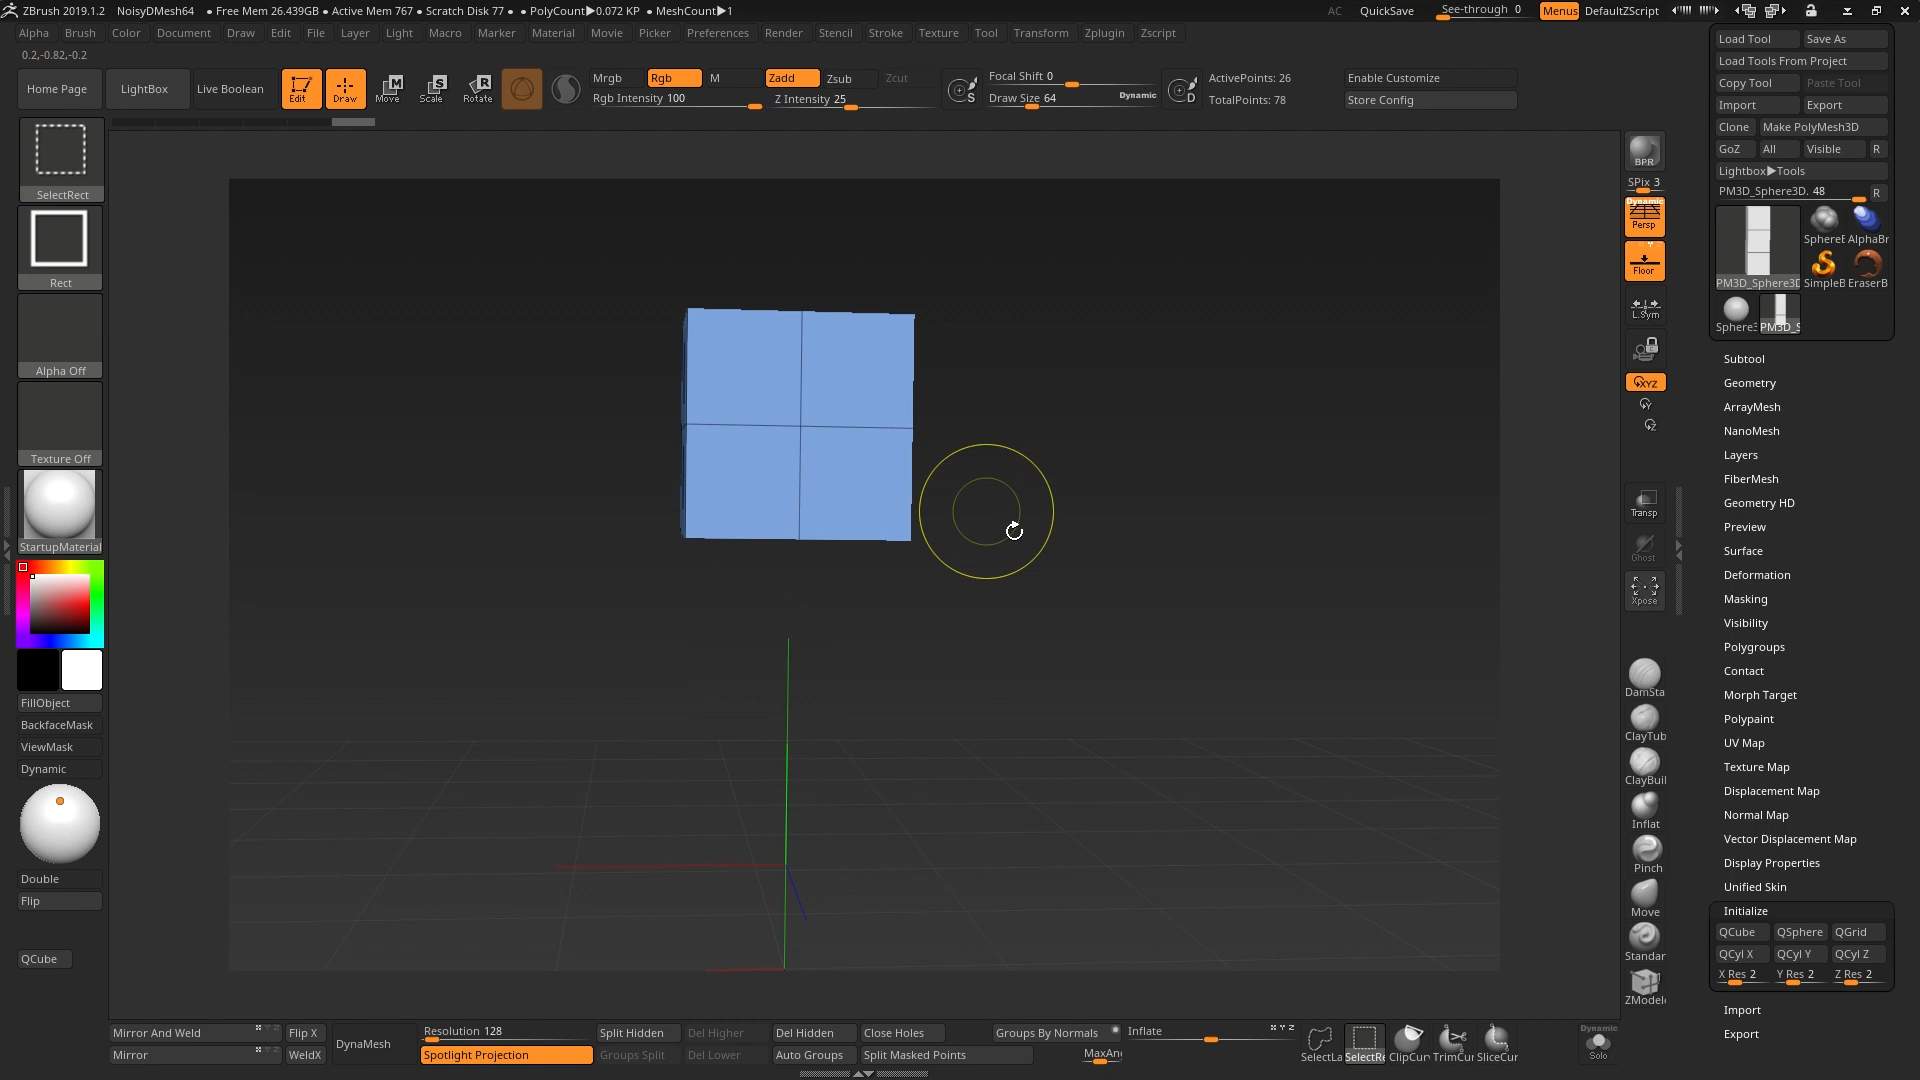 ZBrush 2019.1.2 NoisyDMesh64 • Free Mem 26.439GB • Active Mem 767 • Scratch Disk 77 • PolyCount▶0.072 KP • MeshCount▶1 AC QuickSave See-through 0 Menus DefaultZScript
Alpha Brush Color Document Draw Edit File Layer Light Macro Marker Material Movie Picker Preferences Render Stencil Stroke Texture Tool Transform Zplugin Zscript
0.2,-0.82,-0.2
Home Page LightBox Live Boolean Edit Draw Move Scale Rotate
Mrgb Rgb M Zadd Zsub Zcut
Rgb Intensity 100 Z Intensity 25
S Focal Shift 0
Draw Size 64 Dynamic D
ActivePoints: 26
TotalPoints: 78
Enable Customize
Store Config
SelectRect
Rect
Alpha Off
Texture Off
StartupMaterial
FillObject
BackfaceMask
ViewMask
Dynamic
Double
Flip
QCube
BPR
SPix 3
Dynamic
Persp
Floor
L.Sym
XYZ
Y
Z
Transp
Ghost
Xpose
DamSta
ClayTub
ClayBuil
Inflat
Pinch
Move
Standar
ZModele
Load Tool Save As
Load Tools From Project
Copy Tool Paste Tool
Import Export
Clone Make PolyMesh3D
GoZ All Visible R
Lightbox▶Tools
PM3D_Sphere3D. 48 R
SphereB AlphaBr
PM3D_Sphere3D SimpleB EraserB
Sphere3 PM3D_S
Subtool
Geometry
ArrayMesh
NanoMesh
Layers
FiberMesh
Geometry HD
Preview
Surface
Deformation
Masking
Visibility
Polygroups
Contact
Morph Target
Polypaint
UV Map
Texture Map
Displacement Map
Normal Map
Vector Displacement Map
Display Properties
Unified Skin
Initialize
QCube QSphere QGrid
QCyl X QCyl Y QCyl Z
X Res 2 Y Res 2 Z Res 2
Import
Export
Mirror And Weld Flip X
Mirror WeldX
DynaMesh
Resolution 128
Spotlight Projection
Split Hidden Del Higher Del Hidden Close Holes Groups By Normals Inflate
Groups Split Del Lower Auto Groups Split Masked Points MaxAng
SelectLa SelectRe ClipCurv TrimCur SliceCur
Dynamic
Solo